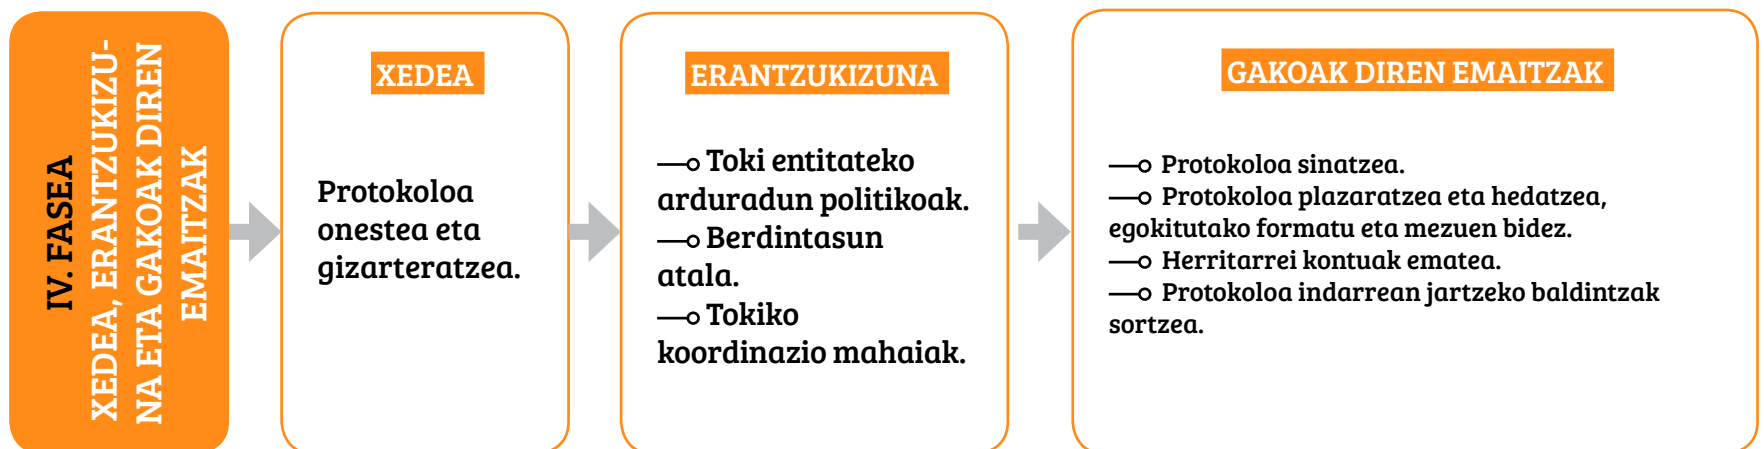 IV. FASEA
XEDEA, ERANTZUKIZU-
NA ETA GAKOAK DIREN
EMAITZAK
XEDEA
Protokoloa
onestea eta
gizarteratzea.
ERANTZUKIZUNA
Toki entitateko
arduradun politikoak.
Berdintasun
atala.
Tokiko
koordinazio mahaiak.
GAKOAK DIREN EMAITZAK
Protokoloa sinatzea.
Protokoloa plazaratzea eta hedatzea,
egokitutako formatu eta mezuen bidez.
Herritarrei kontuak ematea.
Protokoloa indarrean jartzeko baldintzak
sortzea.